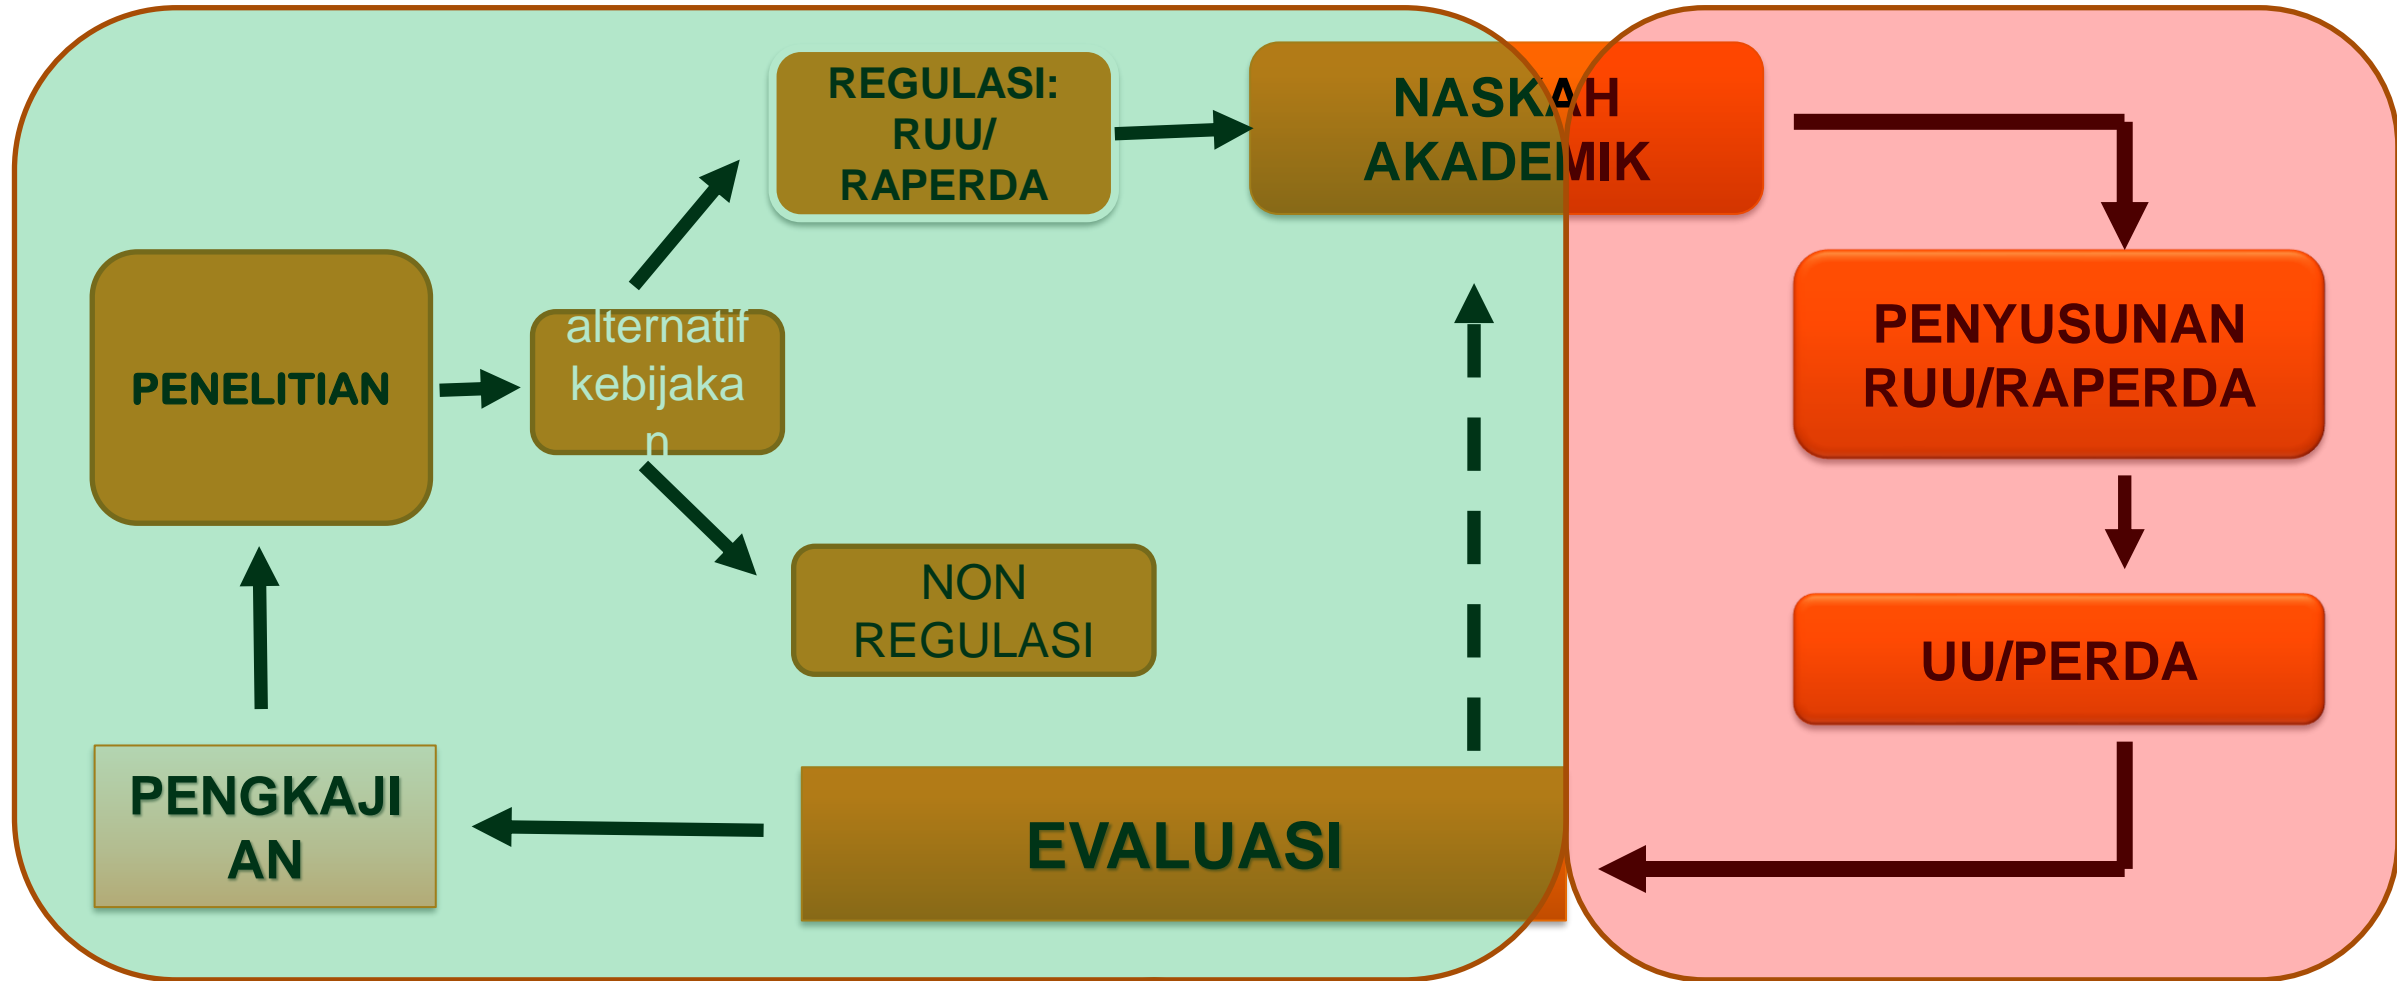 REGULASI:
RUU/
RAPERDA
NASKAH
AKADEMIK
PENELITIAN
alternatif
kebijaka
n
PENYUSUNAN
RUU/RAPERDA
NON
REGULASI
UU/PERDA
PENGKAJI
AN
EVALUASI